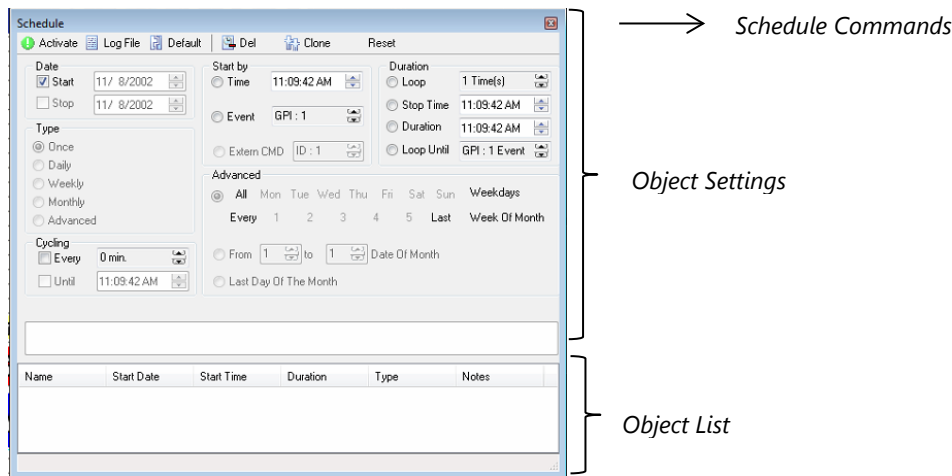 Schedule
Schedule Commands
Activate Log File Default Del Clone Reset
Date
Start 11/ 8/2002
Stop 11/ 8/2002
Type
Once
Daily
Weekly
Monthly
Advanced
Cycling
Every 0 min.
Until 11:09:42 AM
Start by
Time 11:09:42 AM
Event GPI : 1
Extern CMD ID : 1
Duration
Loop 1 Time(s)
Stop Time 11:09:42 AM
Duration 11:09:42 AM
Loop Until GPI : 1 Event
Advanced
All Mon Tue Wed Thu Fri Sat Sun Weekdays
Every 1 2 3 4 5 Last Week Of Month
From 1 to 1 Date Of Month
Last Day Of The Month
Object Settings
Name Start Date Start Time Duration Type Notes
Object List